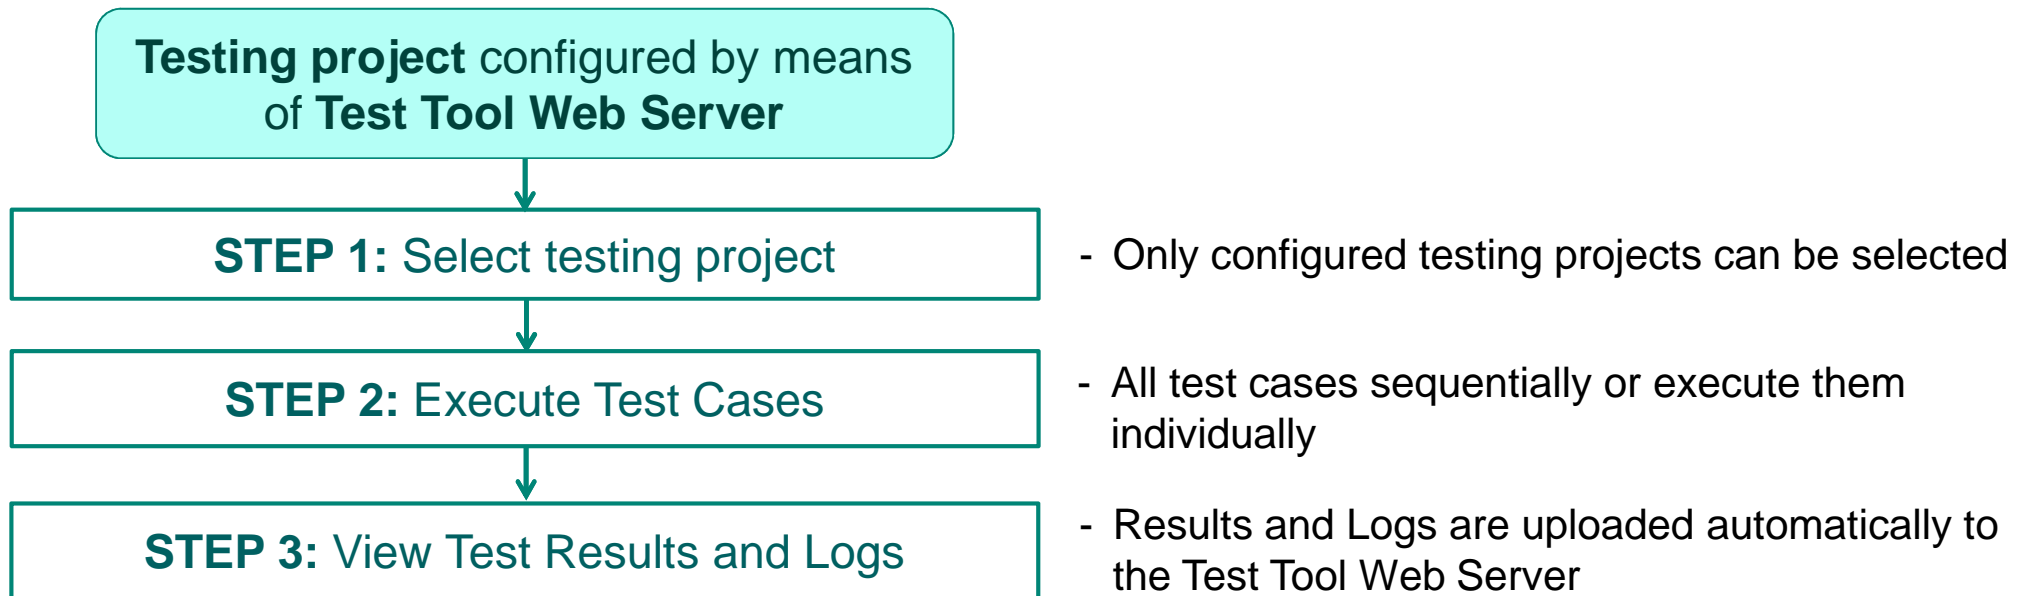 Testing project configured by means
of Test Tool Web Server
STEP 1: Select testing project
- Only configured testing projects can be selected
STEP 2: Execute Test Cases
- All test cases sequentially or execute them
individually
STEP 3: View Test Results and Logs
- Results and Logs are uploaded automatically to
the Test Tool Web Server